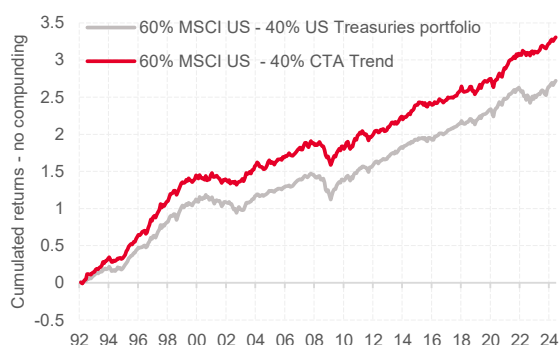 60% MSCI US - 40% US Treasuries portfolio
60% MSCI US  - 40% CTA Trend
Cumulated returns - no compunding
3.5
3
2.5
2
1.5
1
0.5
0
-0.5
92 94 96 98 00 02 04 06 08 10 12 14 16 18 20 22 24